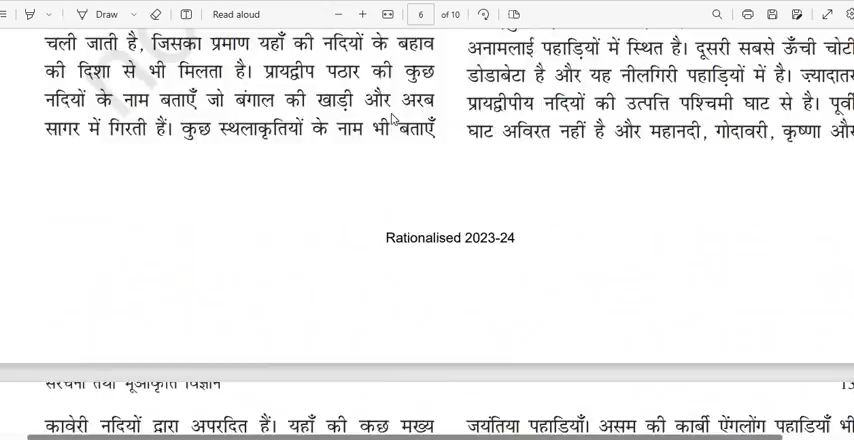 Draw
Read aloud
6
of 10
चली जाती है, जिसका प्रमाण यहाँ की नदियों के बहाव
की दिशा से भी मिलता है। प्रायद्वीप पठार की कुछ
नदियों के नाम बताएँ जो बंगाल की खाड़ी और अरब
सागर में गिरती हैं। कुछ स्थलाकृतियों के नाम भी बताएँ
अनामलाई पहाड़ियों में स्थित है। दूसरी सबसे ऊँची चोटी
डोडाबेटा है और यह नीलगिरी पहाड़ियों में है। ज़्यादातर
प्रायद्वीपीय नदियों की उत्पत्ति पश्चिमी घाट से है। पूर्वी
घाट अविरत नहीं है और महानदी, गोदावरी, कृष्णा और
Rationalised 2023-24
संरचना तथा भूआकृति विज्ञान
13
कावेरी नदियों द्वारा अपरदित हैं। यहाँ की कुछ मुख्य
जयंतिया पहाड़ियाँ। असम की कार्बी ऐंगलोंग पहाड़ियाँ भी